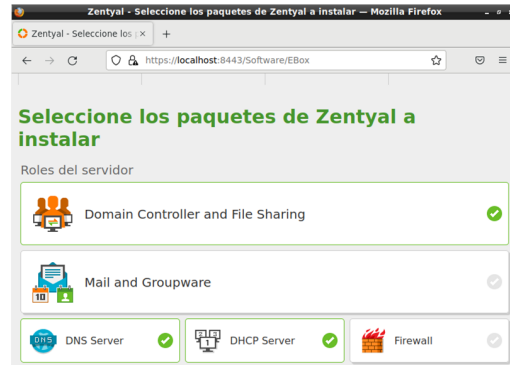 Zentyal - Seleccione los paquetes de Zentyal a instalar — Mozilla Firefox
Zentyal - Seleccione los
https://localhost:8443/Software/EBox
Seleccione los paquetes de Zentyal a
instalar
Roles del servidor
Domain Controller and File Sharing
Mail and Groupware
10
DNS DNS Server 1 DHCP Server Firewall